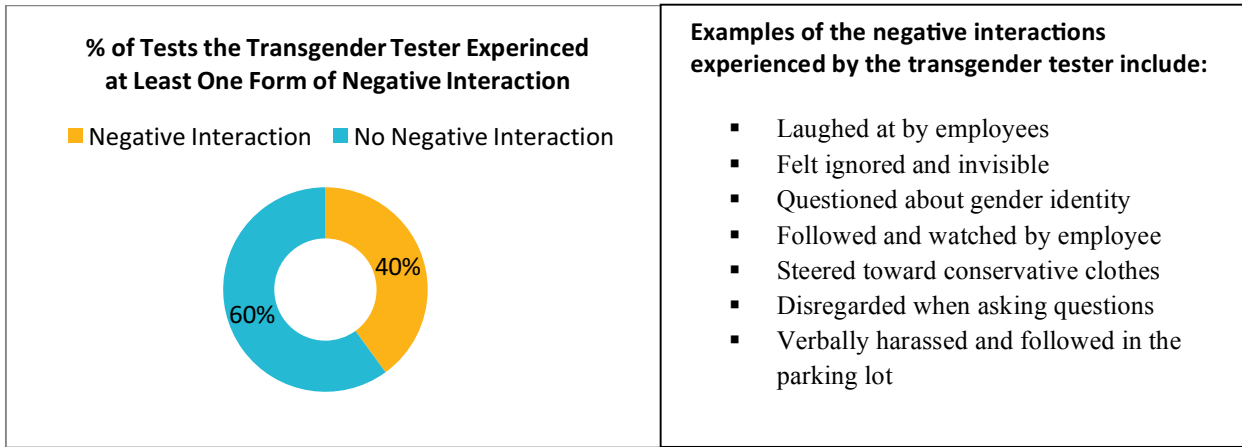 % of Tests the Transgender Tester Experinced
at Least One Form of Negative Interaction
Negative Interaction No Negative Interaction
40%
60%
Examples of the negative interactions
experienced by the transgender tester include:
▪ Laughed at by employees
▪ Felt ignored and invisible
▪ Questioned about gender identity
▪ Followed and watched by employee
▪ Steered toward conservative clothes
▪ Disregarded when asking questions
▪ Verbally harassed and followed in the
parking lot